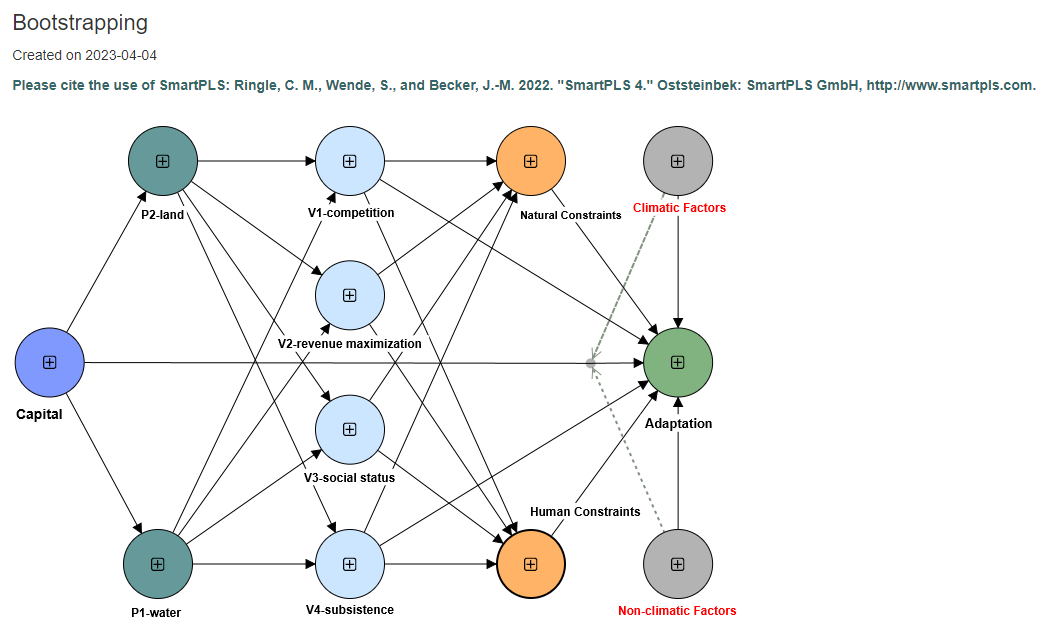 Bootstrapping
Created on 2023-04-04
Please cite the use of SmartPLS: Ringle, C. M., Wende, S., and Becker, J.-M. 2022. "SmartPLS 4." Oststeinbek: SmartPLS GmbH, http://www.smartpls.com.
P2-land
V1-competition
Natural Constraints
Climatic Factors
V2-revenue maximization
Capital
Adaptation
V3-social status
Human Constraints
P1-water
V4-subsistence
Non-climatic Factors